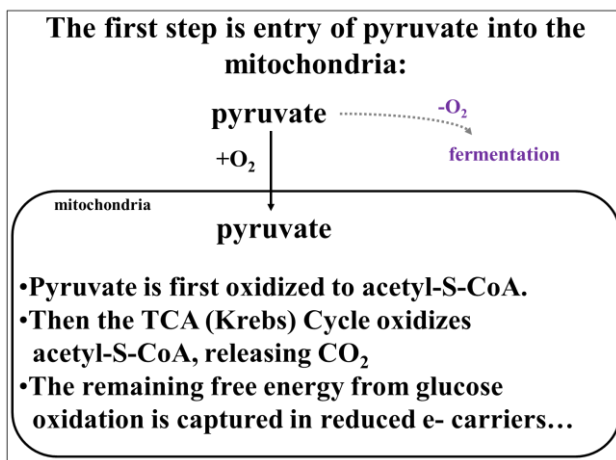 The first step is entry of pyruvate into the
mitochondria:
pyruvate
-O₂
+O₂
fermentation
mitochondria
pyruvate
•Pyruvate is first oxidized to acetyl-S-CoA.
•Then the TCA (Krebs) Cycle oxidizes
acetyl-S-CoA, releasing CO₂
•The remaining free energy from glucose
oxidation is captured in reduced e- carriers…